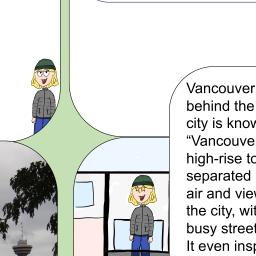 Vancouver
behind the
city is know
“Vancouve
high-rise to
separated
air and view
the city, wit
busy street
It even insp